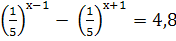 (1/5)^(x−1) − (1/5)^(x+1) = 4,8